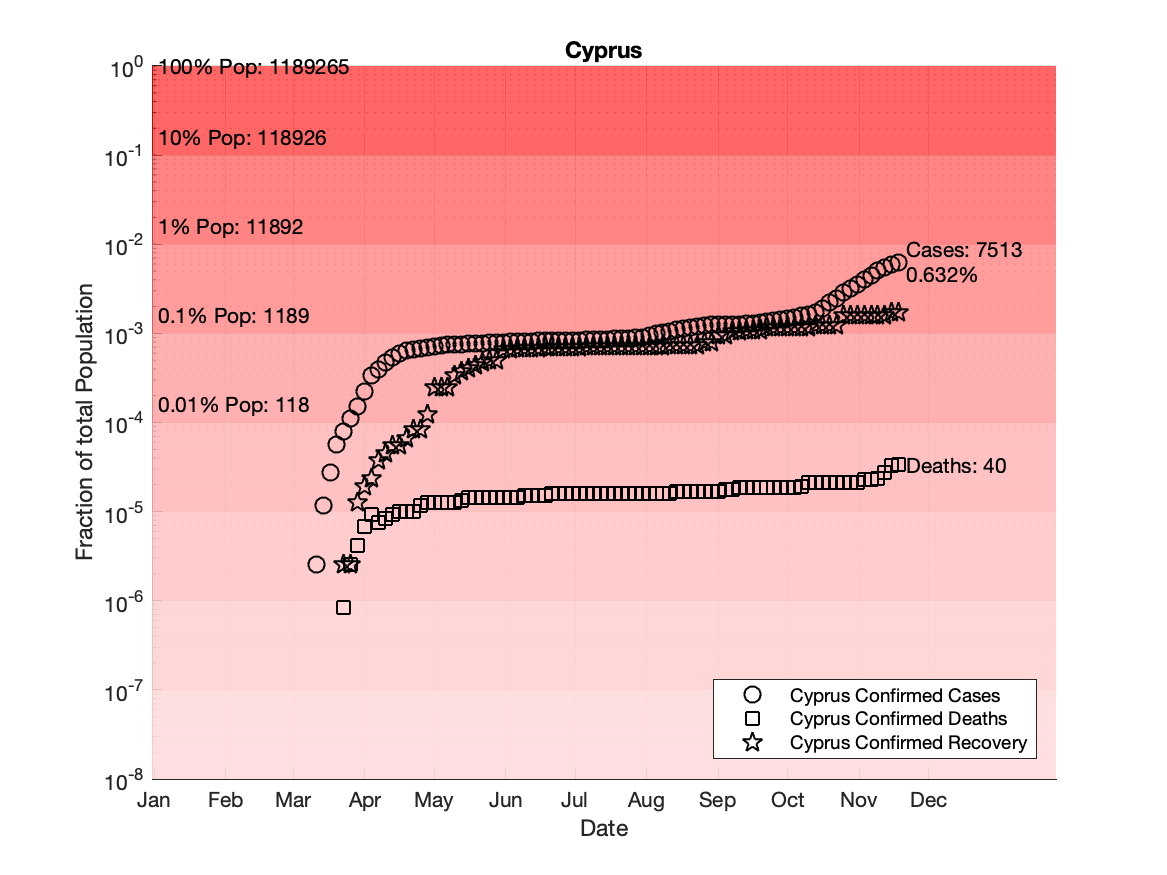 Cyprus
10^0
100% Pop: 1189265
10% Pop: 118926
10^-1
1% Pop: 11892
10^-2
Cases: 7513
0.632%
0.1% Pop: 1189
10^-3
0.01% Pop: 118
10^-4
Deaths: 40
10^-5
10^-6
10^-7
10^-8
Fraction of total Population
Cyprus Confirmed Cases
Cyprus Confirmed Deaths
Cyprus Confirmed Recovery
Jan Feb Mar Apr May Jun Jul Aug Sep Oct Nov Dec
Date